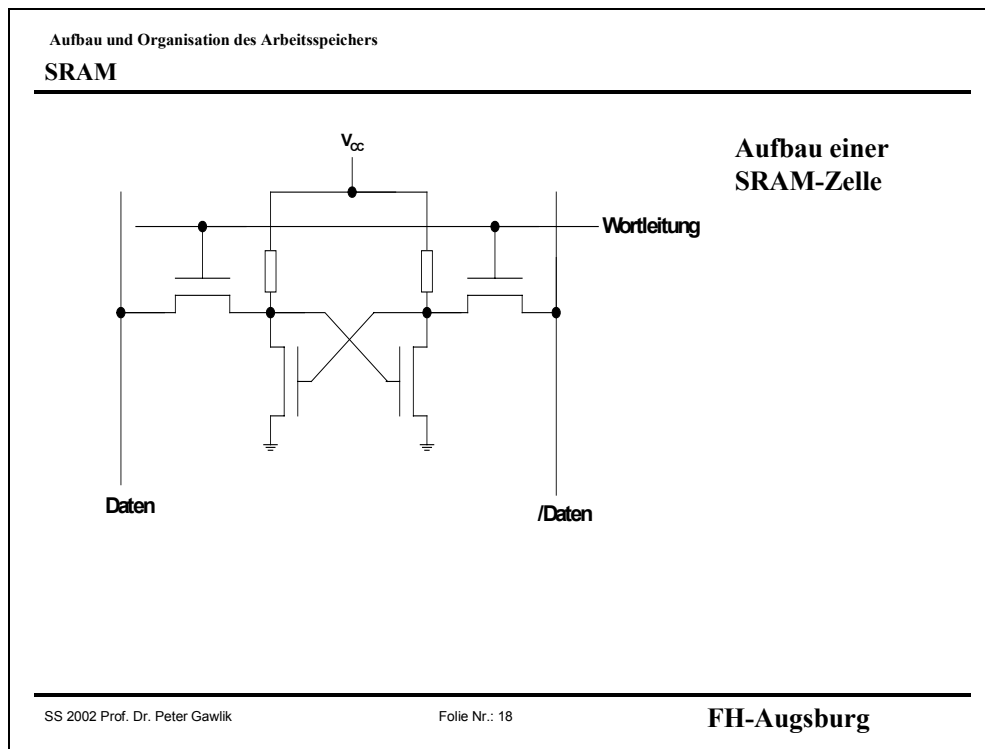 Aufbau und Organisation des Arbeitsspeichers
SRAM
Aufbau einer
SRAM-Zelle
VCC
Wortleitung
Daten
/Daten
SS 2002 Prof. Dr. Peter Gawlik
Folie Nr.: 18
FH-Augsburg